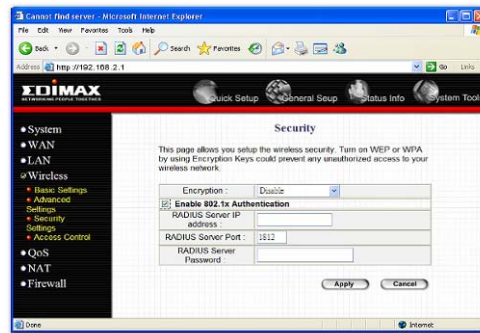 Cannot find server - Microsoft Internet Explorer
File Edit View Favorites Tools Help
Back Search Favorites
Address http://192.168.2.1 Go Links
EDIMAX
NETWORKING PEOPLE TOGETHER
Quick Setup General Seup Status Info System Tool
System
WAN
LAN
Wireless
Basic Settings
Advanced
Settings
Security
Settings
Access Control
QoS
NAT
Firewall
Security
This page allows you setup the wireless security. Turn on WEP or WPA
by using Encryption Keys could prevent any unauthorized access to your
wireless network.
Encryption : Disable
Enable 802.1x Authentication
RADIUS Server IP
address :
RADIUS Server Port : 1812
RADIUS Server
Password :
Apply Cancel
Done Internet